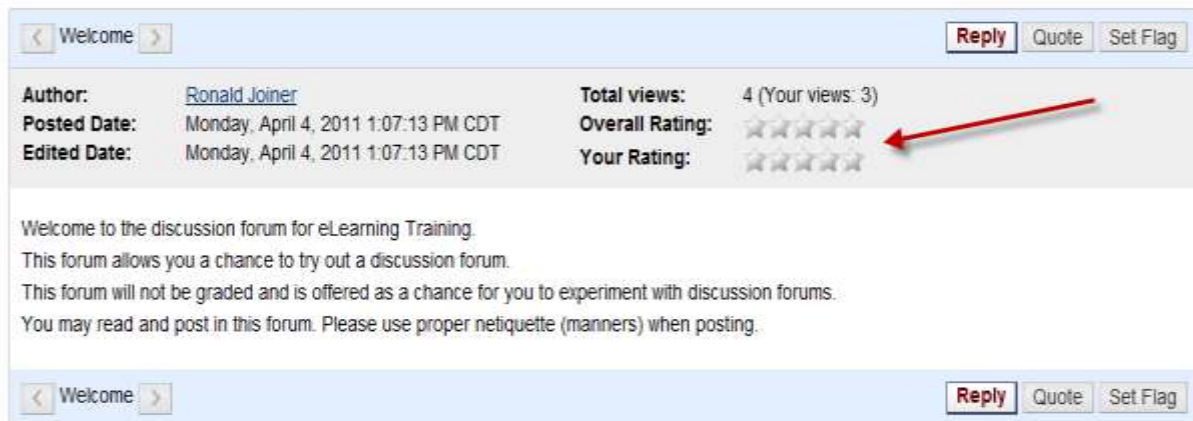 < Welcome > Reply Quote Set Flag
Author: Ronald Joiner Total views: 4 (Your views: 3)
Posted Date: Monday, April 4, 2011 1:07:13 PM CDT Overall Rating:
Edited Date: Monday, April 4, 2011 1:07:13 PM CDT Your Rating:
Welcome to the discussion forum for eLearning Training.
This forum allows you a chance to try out a discussion forum.
This forum will not be graded and is offered as a chance for you to experiment with discussion forums.
You may read and post in this forum. Please use proper netiquette (manners) when posting.
< Welcome > Reply Quote Set Flag